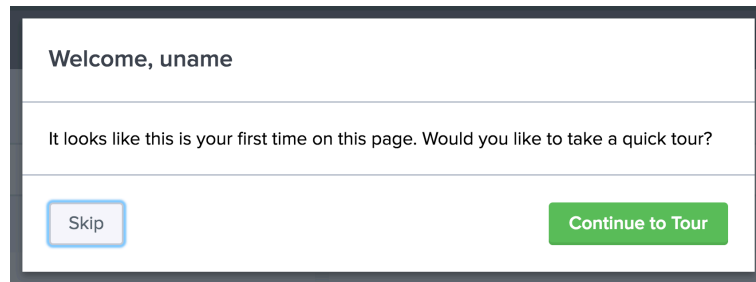 Welcome, uname
It looks like this is your first time on this page. Would you like to take a quick tour?
Skip
Continue to Tour